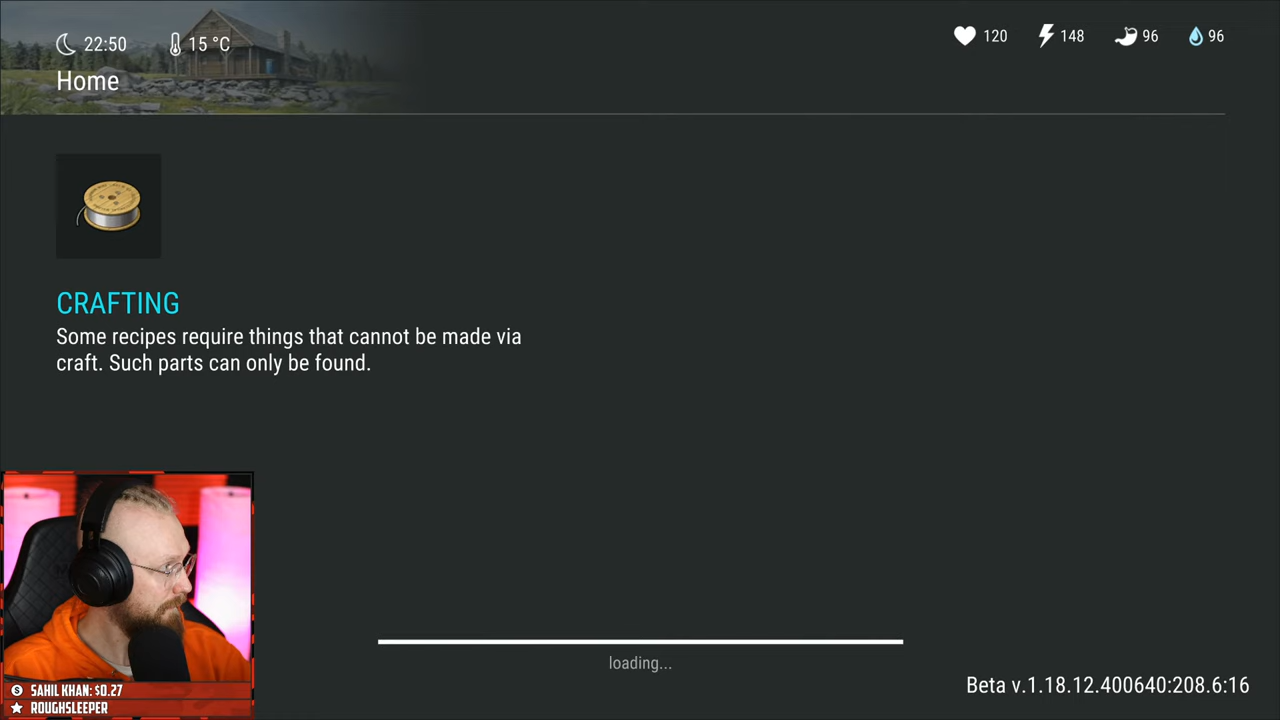 22:50
15 °C
120
148
96
96
Home
CRAFTING
Some recipes require things that cannot be made via
craft. Such parts can only be found.
loading...
SAHIL KHAN: $0.27
ROUGHSLEEPER
Beta v.1.18.12.400640:208.6:16